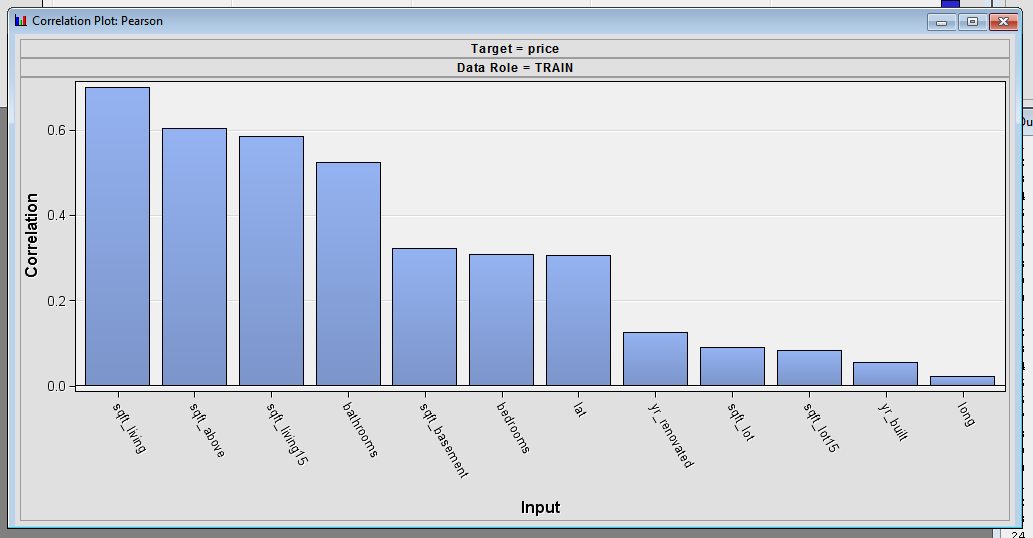 Correlation Plot: Pearson
Target = price
Data Role = TRAIN
Correlation
0.6
0.4
0.2
0.0
sqft_living
sqft_above
sqft_living15
bathrooms
sqft_basement
bedrooms
lat
yr_renovated
sqft_lot
sqft_lot15
yr_built
long
Input
24